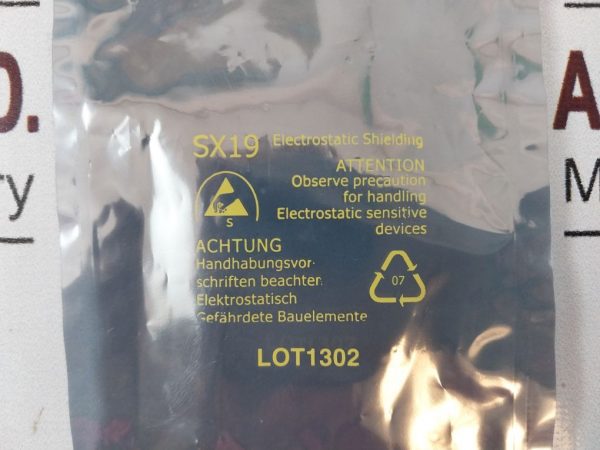 SX19 Electrostatic Shielding
ATTENTION
Observe precaution
for handling
Electrostatic sensitive
devices
S
ACHTUNG
Handhabungsvor-
schriften beachten.
Elektrostatisch
Gefährdete Bauelemente
07
LOT1302
D.
ry
A
M